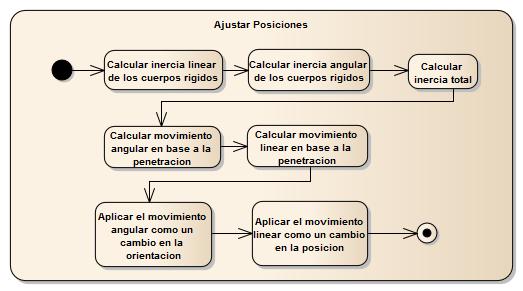 Ajustar Posiciones
Calcular inercia linear
de los cuerpos rigidos
Calcular inercia angular
de los cuerpos rigidos
Calcular
inercia total
Calcular movimiento
angular en base a la
penetracion
Calcular movimiento
linear en base a la
penetracion
Aplicar el movimiento
angular como un
cambio en la
orientacion
Aplicar el movimiento
linear como un cambio
en la posicion